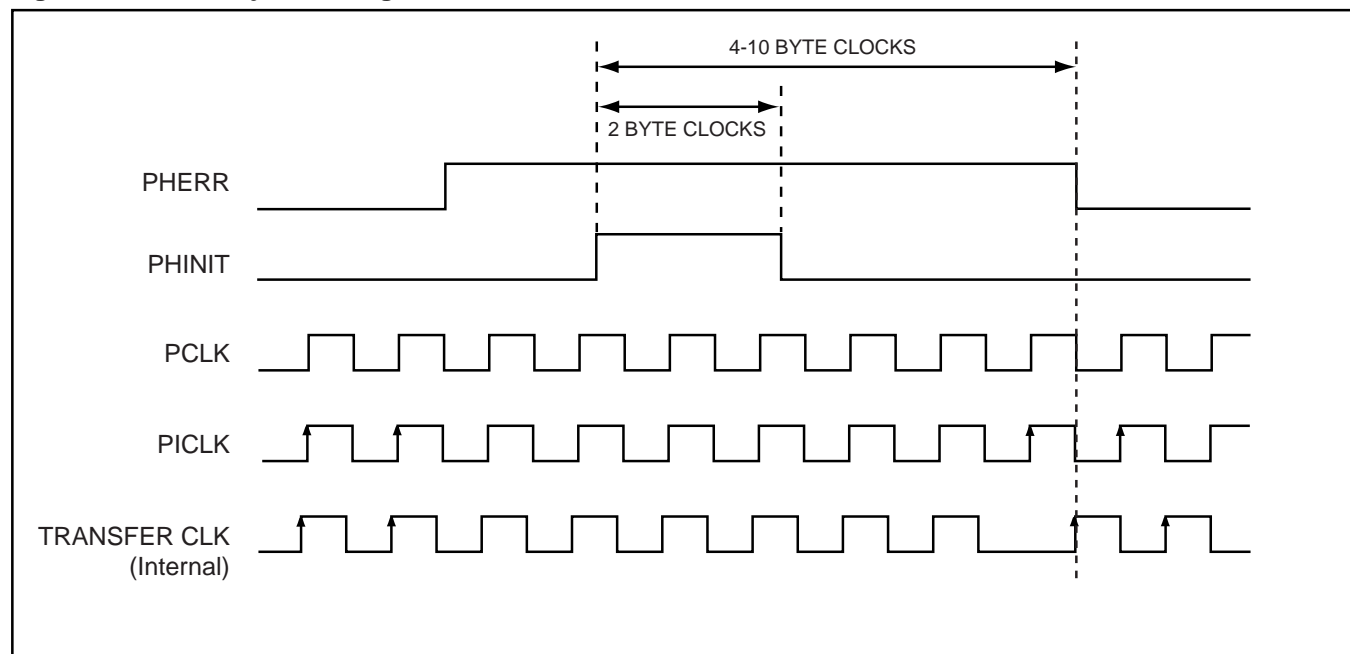 4-10 BYTE CLOCKS
2 BYTE CLOCKS
PHERR
PHINIT
PCLK
PICLK
TRANSFER CLK
(Internal)